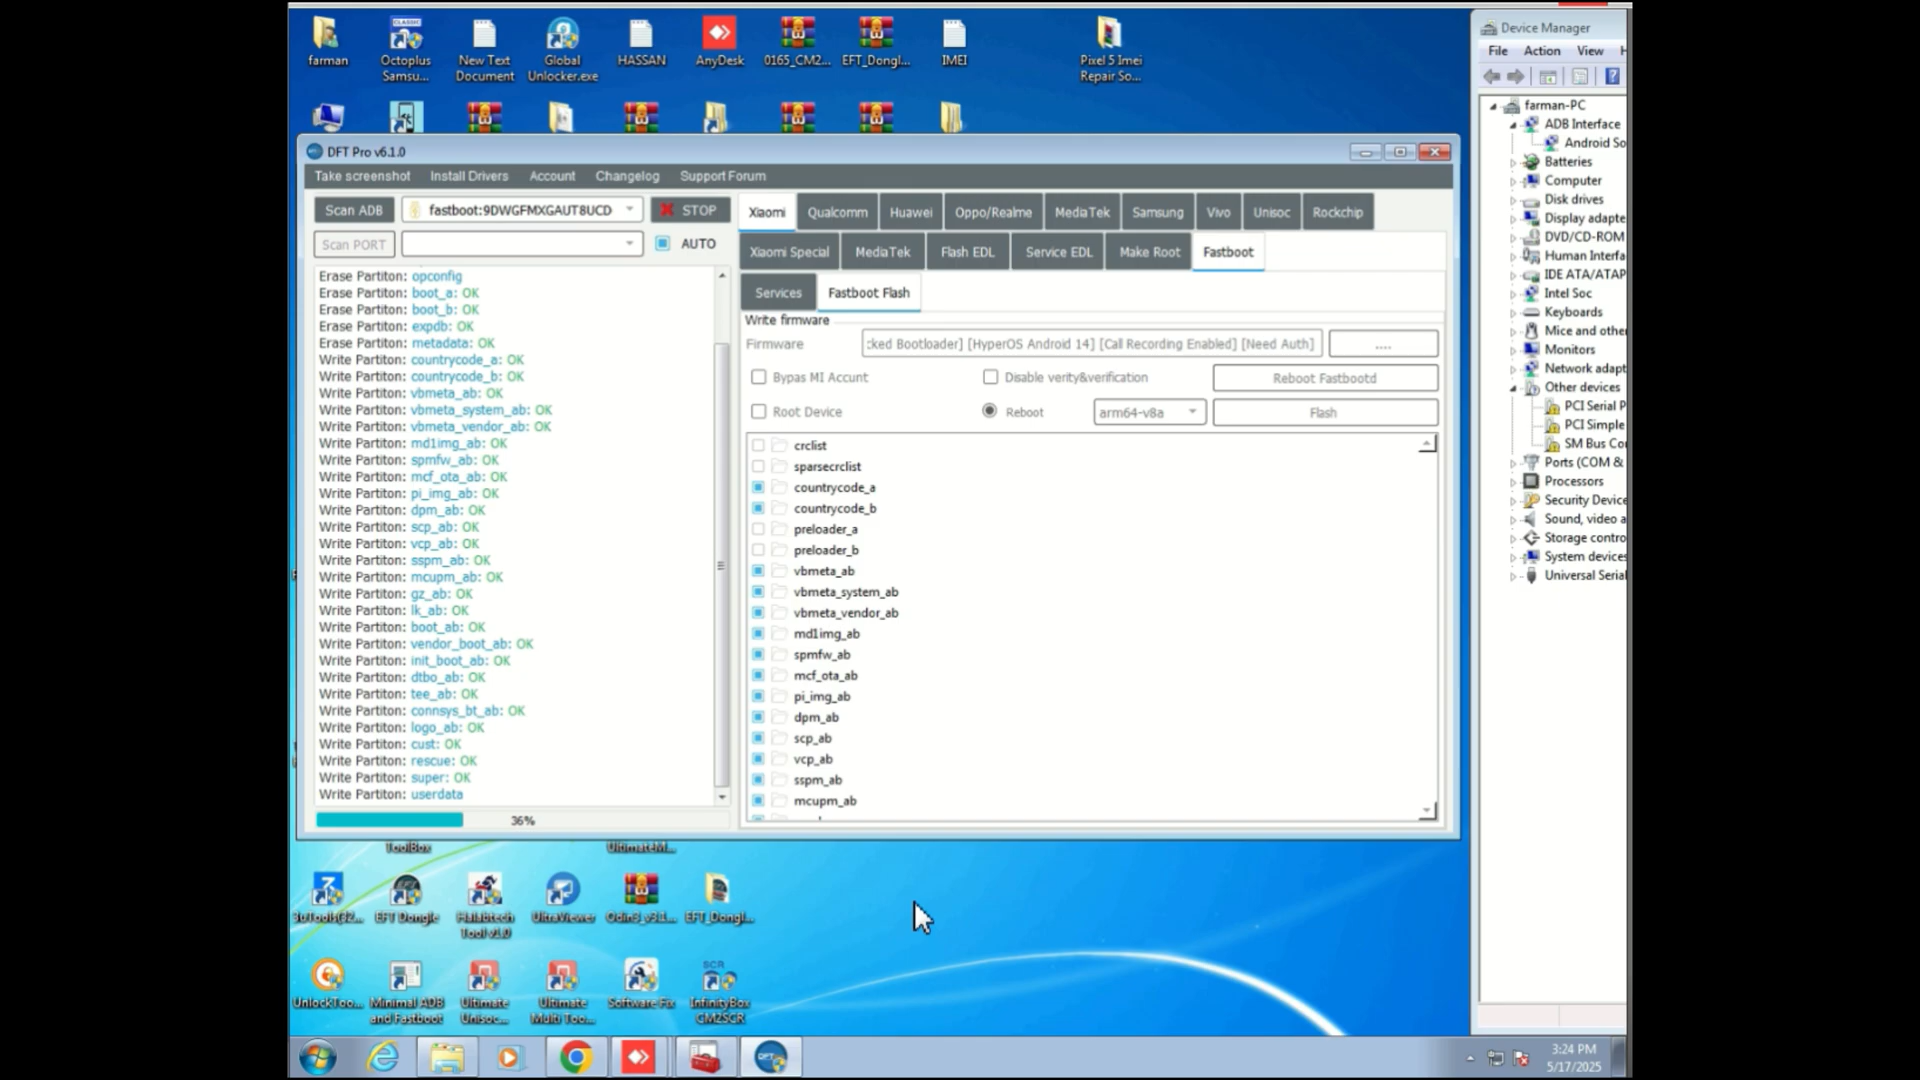 farman
Octoplus
Samsu...
New Text
Document
Global
Unlocker.exe
HASSAN
AnyDesk
0165_CM2...
EFT_Dongl...
IMEI
Pixel 5 Imei
Repair So...
DFT Pro v6.1.0
Take screenshot
Install Drivers
Account
Changelog
Support Forum
Scan ADB
fastboot:9DWGFMXGAUT8UCD
STOP
Scan PORT
AUTO
Erase Partiton: opconfig
Erase Partiton: boot_a: OK
Erase Partiton: boot_b: OK
Erase Partiton: expdb: OK
Erase Partiton: metadata: OK
Write Partiton: countrycode_a: OK
Write Partiton: countrycode_b: OK
Write Partiton: vbmeta_ab: OK
Write Partiton: vbmeta_system_ab: OK
Write Partiton: vbmeta_vendor_ab: OK
Write Partiton: md1img_ab: OK
Write Partiton: spmfw_ab: OK
Write Partiton: mcf_ota_ab: OK
Write Partiton: pi_img_ab: OK
Write Partiton: dpm_ab: OK
Write Partiton: scp_ab: OK
Write Partiton: vcp_ab: OK
Write Partiton: sspm_ab: OK
Write Partiton: mcupm_ab: OK
Write Partiton: gz_ab: OK
Write Partiton: lk_ab: OK
Write Partiton: boot_ab: OK
Write Partiton: vendor_boot_ab: OK
Write Partiton: init_boot_ab: OK
Write Partiton: dtbo_ab: OK
Write Partiton: tee_ab: OK
Write Partiton: connsys_bt_ab: OK
Write Partiton: logo_ab: OK
Write Partiton: cust: OK
Write Partiton: rescue: OK
Write Partiton: super: OK
Write Partiton: userdata
36%
Xiaomi
Qualcomm
Huawei
Oppo/Realme
MediaTek
Samsung
Vivo
Unisoc
Rockchip
Xiaomi Special
MediaTek
Flash EDL
Service EDL
Make Root
Fastboot
Services
Fastboot Flash
Write firmware
Firmware
:ked Bootloader] [HyperOS Android 14] [Call Recording Enabled] [Need Auth]
....
Bypas MI Accunt
Disable verity&verification
Reboot Fastbootd
Root Device
Reboot
arm64-v8a
Flash
crclist
sparsecrclist
countrycode_a
countrycode_b
preloader_a
preloader_b
vbmeta_ab
vbmeta_system_ab
vbmeta_vendor_ab
md1img_ab
spmfw_ab
mcf_ota_ab
pi_img_ab
dpm_ab
scp_ab
vcp_ab
sspm_ab
mcupm_ab
Device Manager
File
Action
View
H
farman-PC
ADB Interface
Android So
Batteries
Computer
Disk drives
Display adapte
DVD/CD-ROM
Human Interfa
IDE ATA/ATAP
Intel Soc
Keyboards
Mice and othe
Monitors
Network adapt
Other devices
PCI Serial P
PCI Simple
SM Bus Co
Ports (COM &
Processors
Security Device
Sound, video a
Storage contro
System devices
Universal Serial
ToolBox
UltimateM...
3uTools(32...
EFT Dongle
Tool v1.0
UltraViewer
Odin3_v3.1...
EFT_Dongl...
UnlockToo...
Minimal ADB
and Fastboot
Ultimate
Unisoc...
Ultimate
Multi Too...
Software Fix
SCR
InfinityBox
CM2SCR
DFT
3:24 PM
5/17/2025